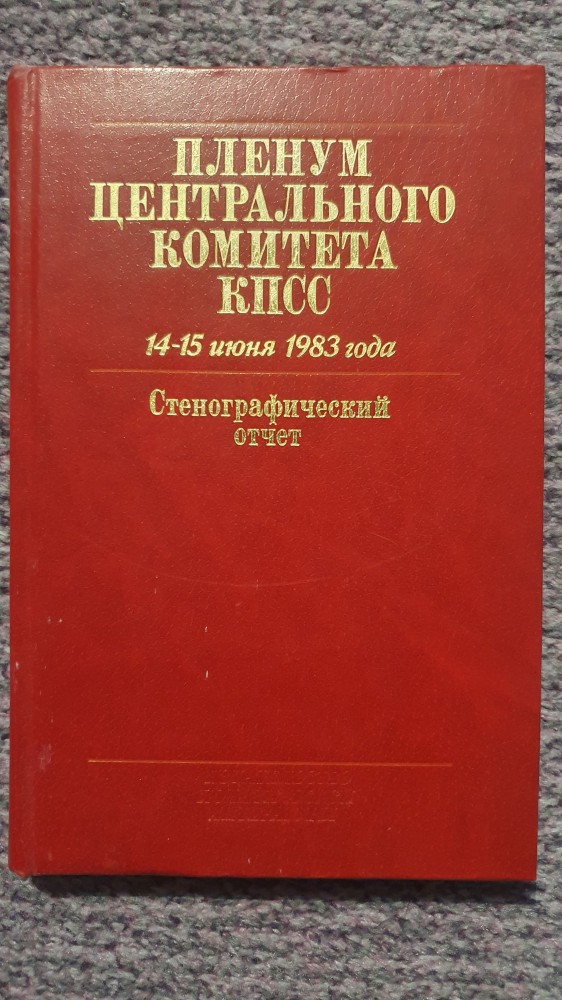 ПЛЕНУМ
ЦЕНТРАЛЬНОГО
КОМИТЕТА
КПСС
14-15 июня 1983 года
Стенографический
отчет